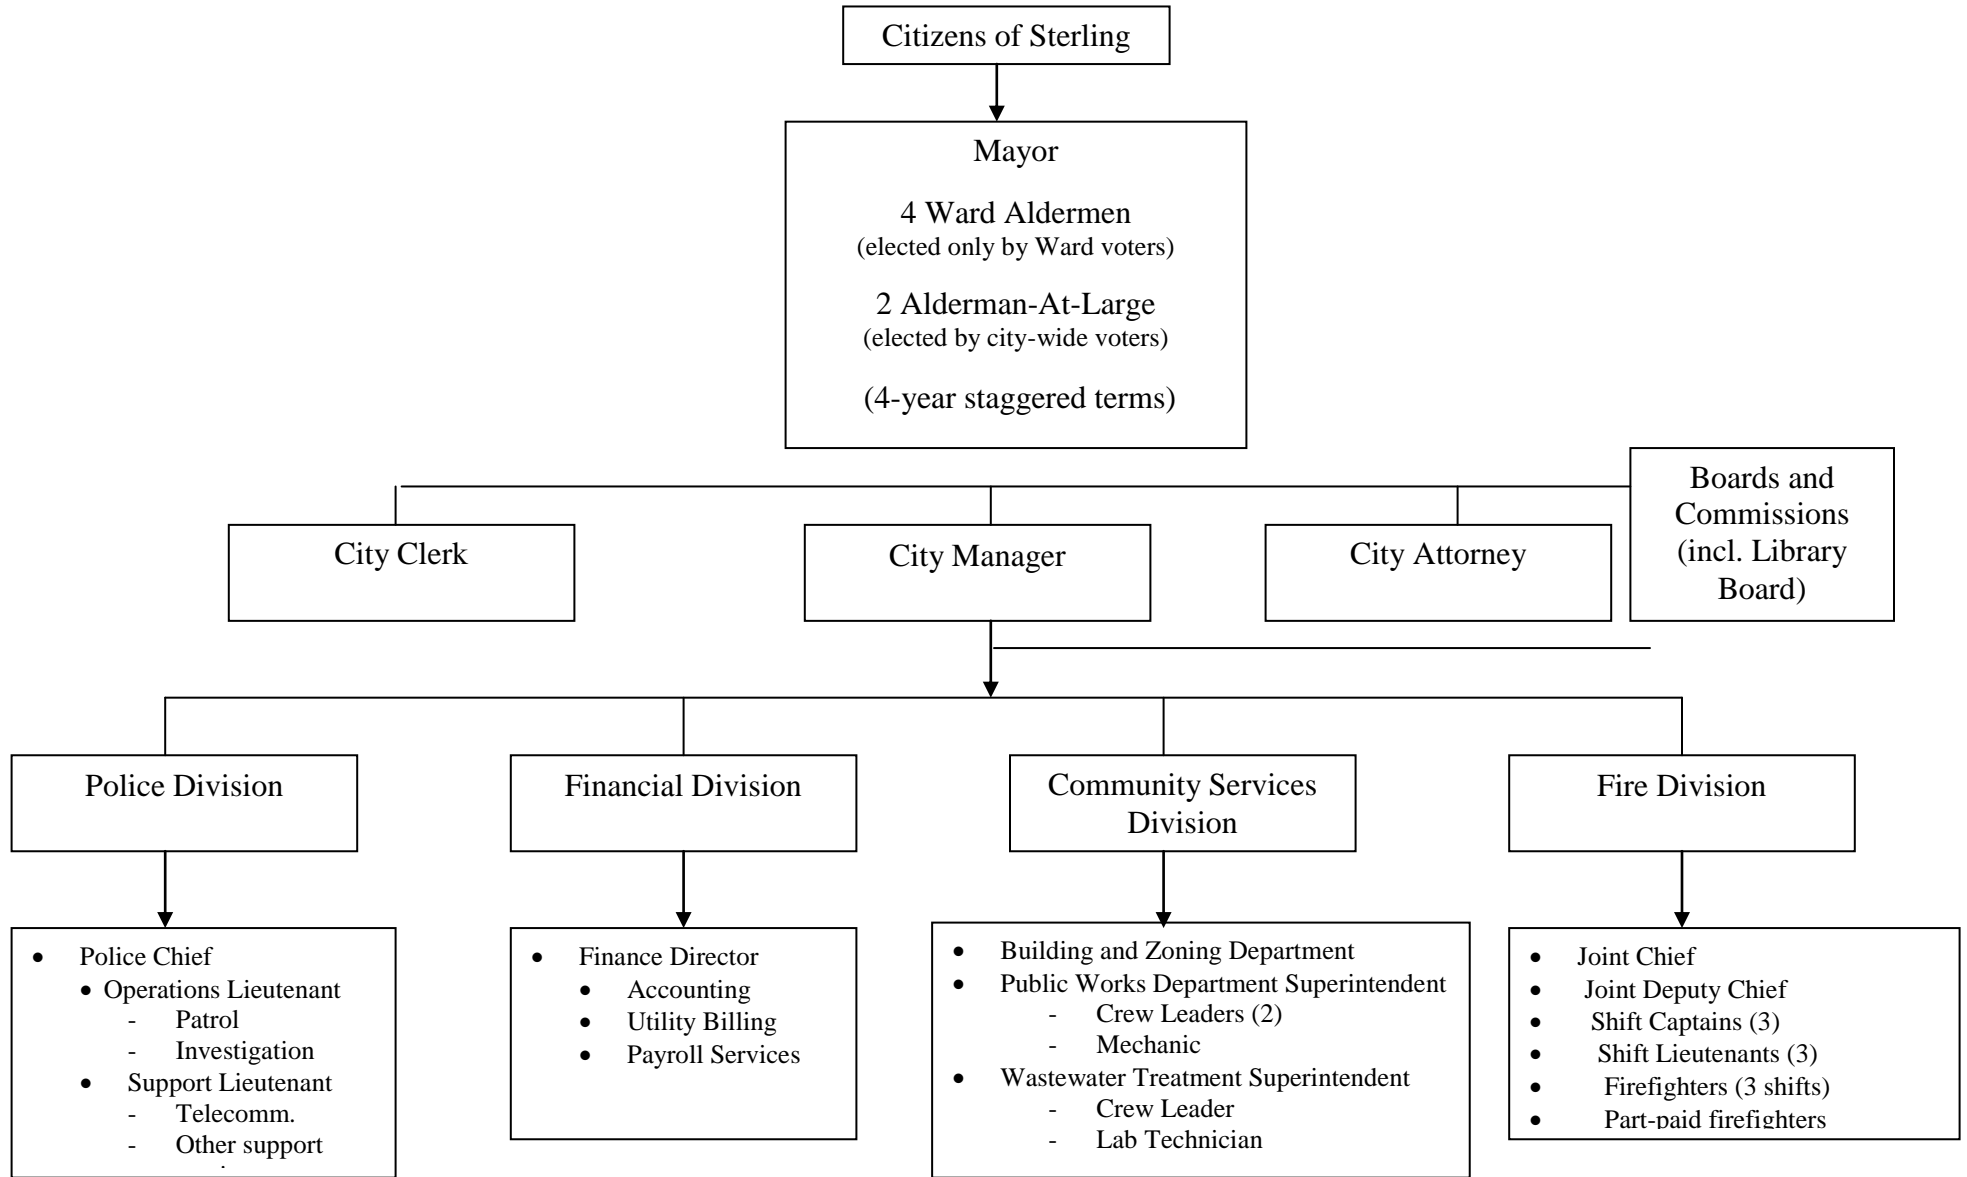 Citizens of Sterling
Mayor
4 Ward Aldermen
(elected only by Ward voters)
2 Alderman-At-Large
(elected by city-wide voters)
(4-year staggered terms)
Boards and
Commissions
(incl. Library
Board)
City Clerk
City Manager
City Attorney
Police Division
Financial Division
Community Services
Division
Fire Division
• Police Chief
• Operations Lieutenant
- Patrol
- Investigation
• Support Lieutenant
- Telecomm.
- Other support
• Finance Director
• Accounting
• Utility Billing
• Payroll Services
• Building and Zoning Department
• Public Works Department Superintendent
- Crew Leaders (2)
- Mechanic
• Wastewater Treatment Superintendent
- Crew Leader
- Lab Technician
• Joint Chief
• Joint Deputy Chief
• Shift Captains (3)
• Shift Lieutenants (3)
• Firefighters (3 shifts)
• Part-paid firefighters